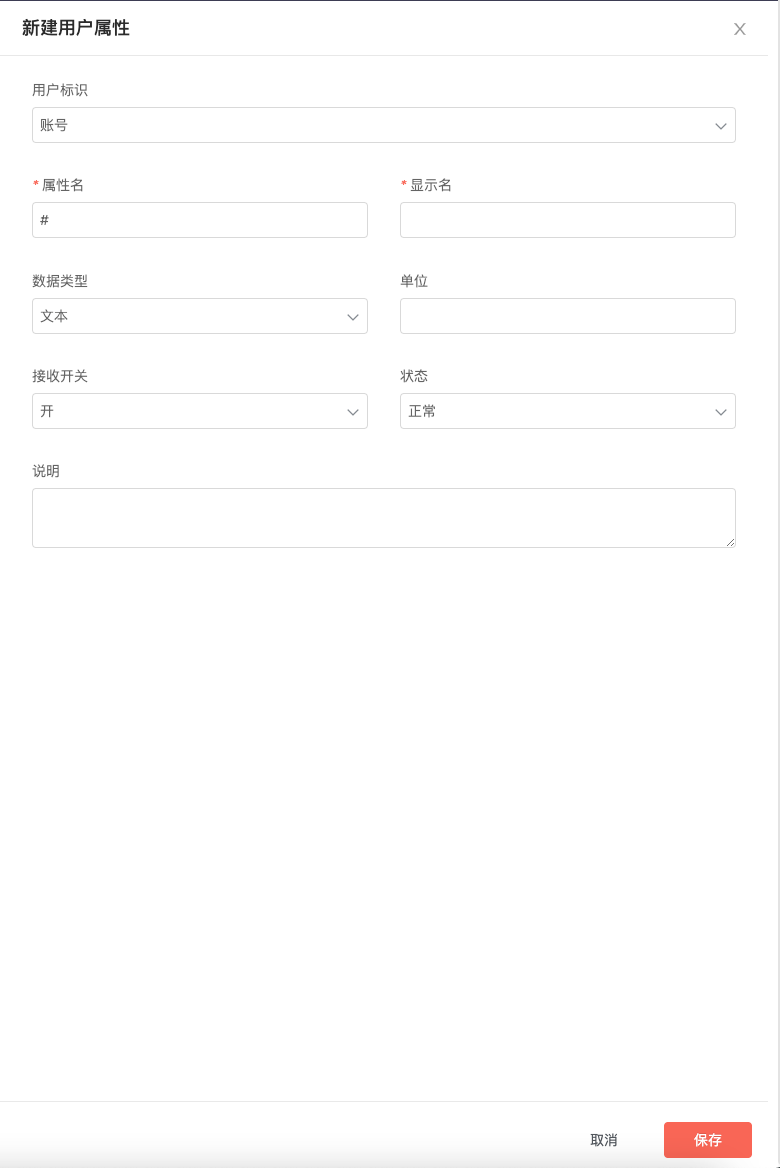 新建用户属性
用户标识
账号
* 属性名
* 显示名
#
数据类型
单位
文本
接收开关
状态
开
正常
说明
取消
保存